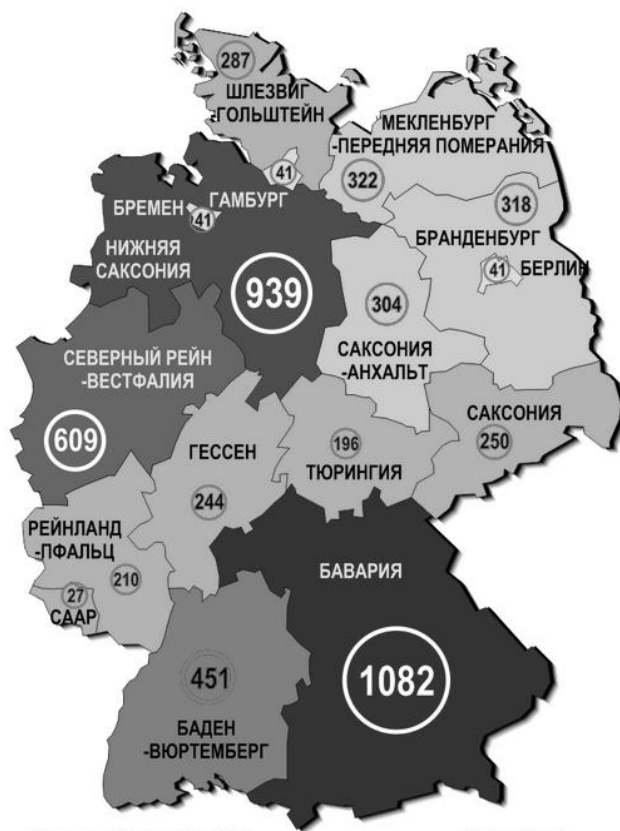 287
ШЛЕЗВИГ
-ГОЛЬШТЕЙН
МЕКЛЕНБУРГ
-ПЕРЕДНЯЯ ПОМЕРАНИЯ
41
322
БРЕМЕН
ГАМБУРГ
41
318
НИЖНЯЯ
САКСОНИЯ
БРАНДЕНБУРГ
41
БЕРЛИН
939
304
САКСОНИЯ
-АНХАЛЬТ
СЕВЕРНЫЙ РЕЙН
-ВЕСТФАЛИЯ
609
ГЕССЕН
196
ТЮРИНГИЯ
САКСОНИЯ
250
244
РЕЙНЛАНД
-ПФАЛЬЦ
210
27
СААР
БАВАРИЯ
451
1082
БАДЕН
-ВЮРТЕМБЕРГ